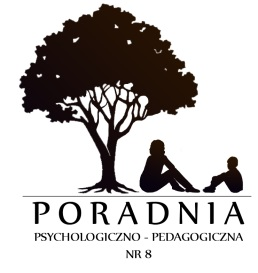 PORADNIA
PSYCHOLOGICZNO - PEDAGOGICZNA
NR 8